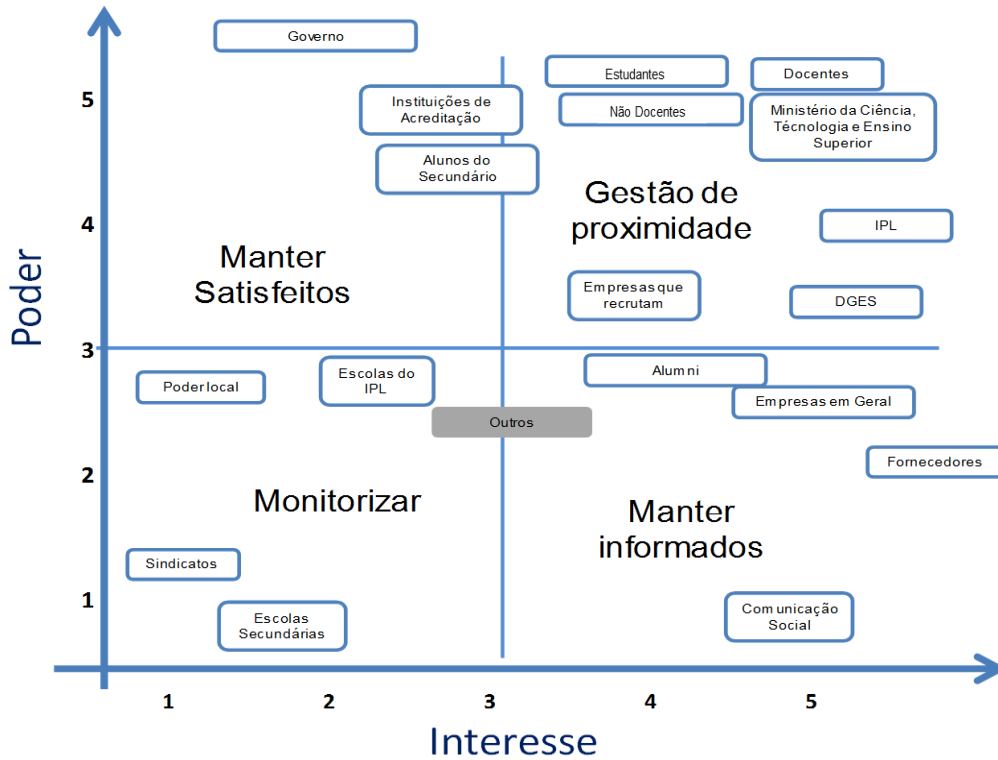 Governo
5
Instituições de
Acreditação
Alunos do
Secundário
Estudantes
Docentes
Não Docentes
Ministério da Ciência,
Técnologia e Ensino
Superior
Gestão de
proximidade
4
IPL
Manter
Satisfeitos
Empresas que
recrutam
DGES
Poder
3
Poder local
Escolas do
IPL
Alumni
Empresas em Geral
Outros
2
Fornecedores
Monitorizar
Manter
informados
Sindicatos
1
Escolas
Secundárias
Comunicação
Social
1 2 3 4 5
Interesse